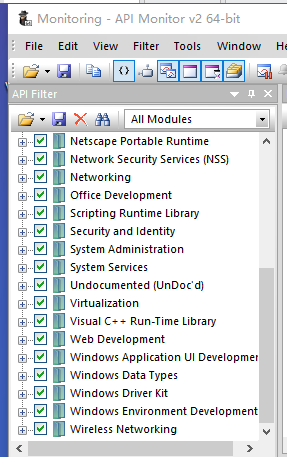 Monitoring - API Monitor v2 64-bit
File Edit View Filter Tools Window He
API Filter
All Modules
Netscape Portable Runtime
Network Security Services (NSS)
Networking
Office Development
Scripting Runtime Library
Security and Identity
System Administration
System Services
Undocumented (UnDoc'd)
Virtualization
Visual C++ Run-Time Library
Web Development
Windows Application UI Developmen
Windows Data Types
Windows Driver Kit
Windows Environment Development
Wireless Networking